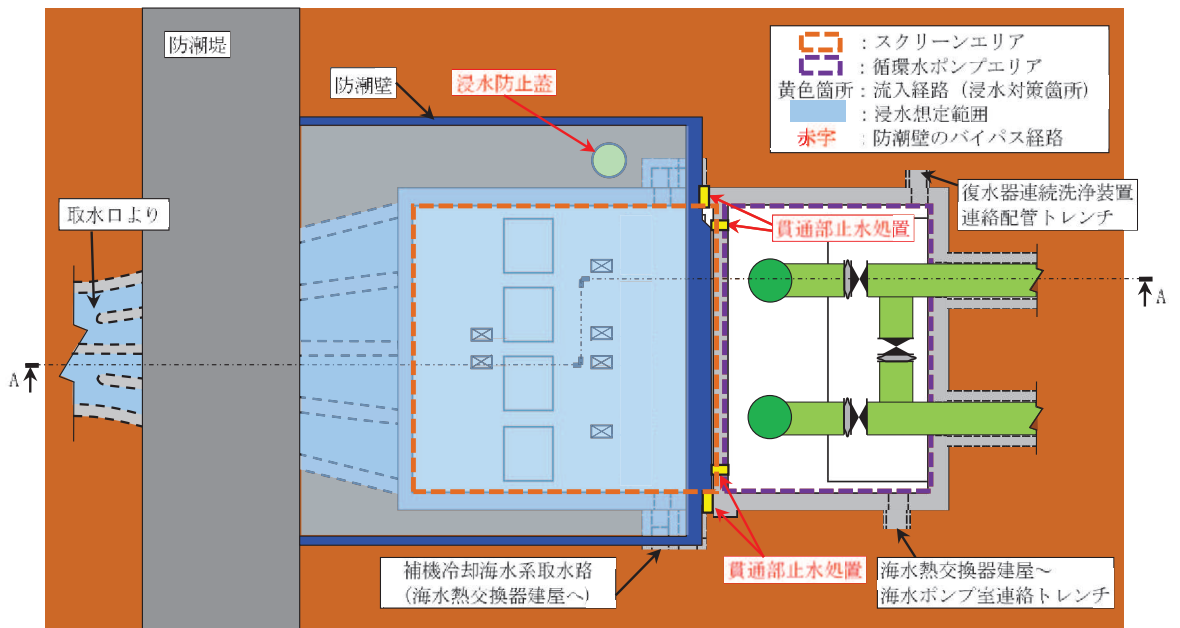 防潮堤
防潮壁
浸水防止蓋
：スクリーンエリア
：循環水ポンプエリア
黄色箇所：流入経路（浸水対策箇所）
：浸水想定範囲
赤字：防潮壁のバイパス経路
取水口より
復水器連続洗浄装置
連絡配管トレンチ
貫通部止水処置
A
A
補機冷却海水系取水路
(海水熱交換器建屋へ)
貫通部止水処置
海水熱交換器建屋～
海水ポンプ室連絡トレンチ